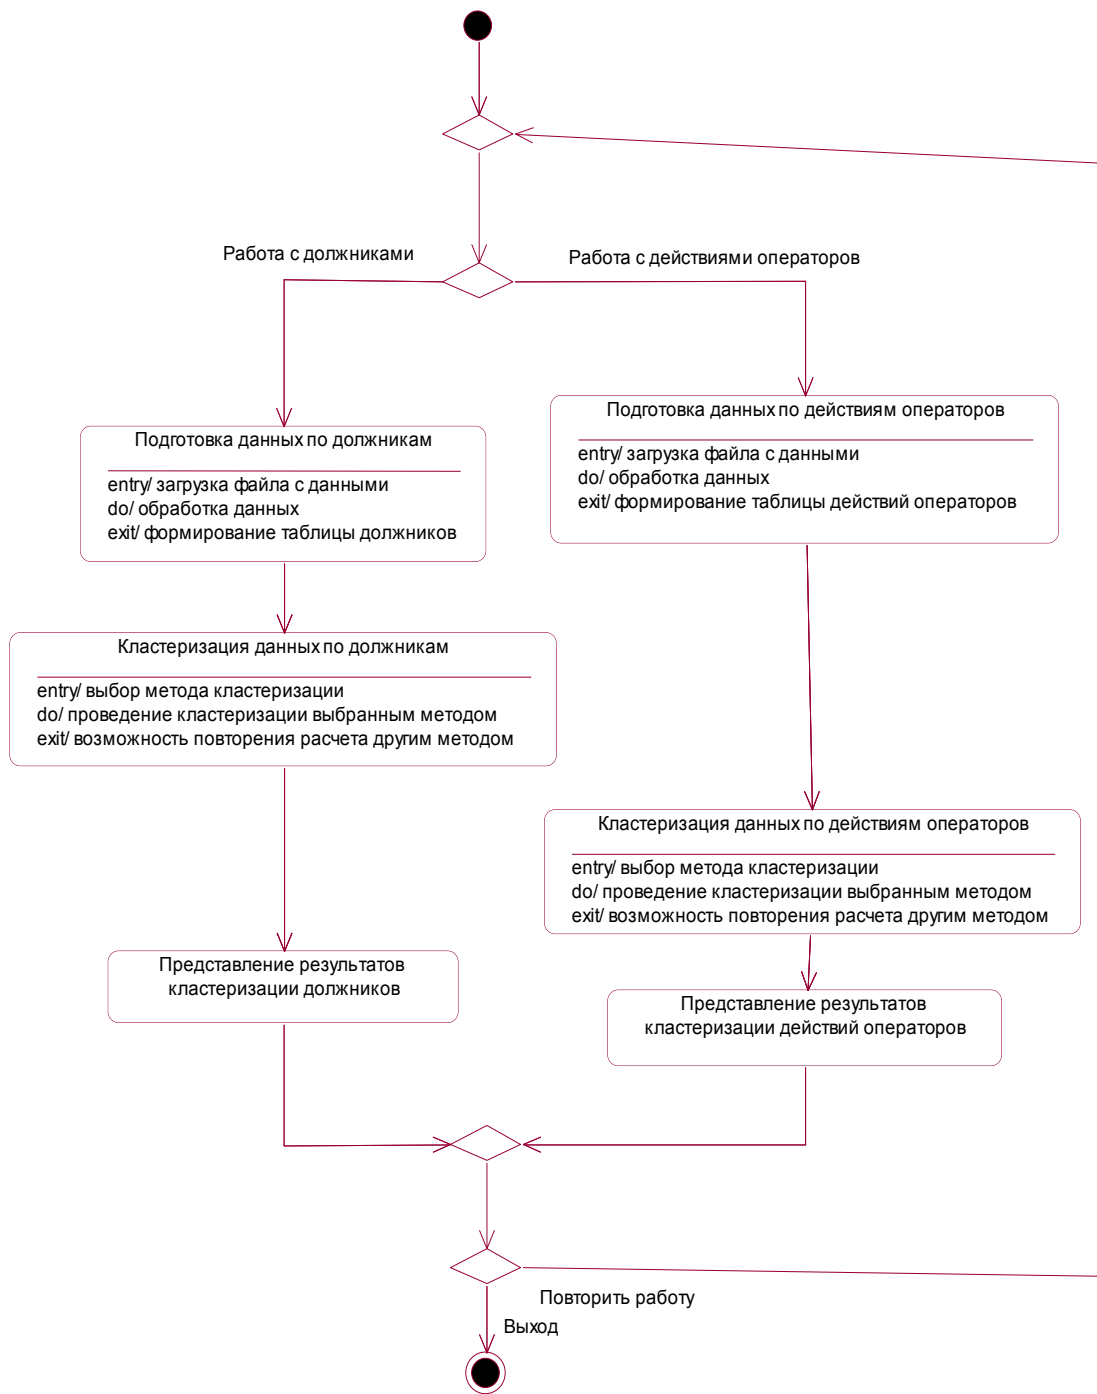 Работа с должниками
Работа с действиями операторов
Подготовка данных по должникам
entry/ загрузка файла с данными
do/ обработка данных
exit/ формирование таблицы должников
Подготовка данных по действиям операторов
entry/ загрузка файла с данными
do/ обработка данных
exit/ формирование таблицы действий операторов
Кластеризация данных по должникам
entry/ выбор метода кластеризации
do/ проведение кластеризации выбранным методом
exit/ возможность повторения расчета другим методом
Кластеризация данных по действиям операторов
entry/ выбор метода кластеризации
do/ проведение кластеризации выбранным методом
exit/ возможность повторения расчета другим методом
Представление результатов
кластеризации должников
Представление результатов
кластеризации действий операторов
Повторить работу
Выход